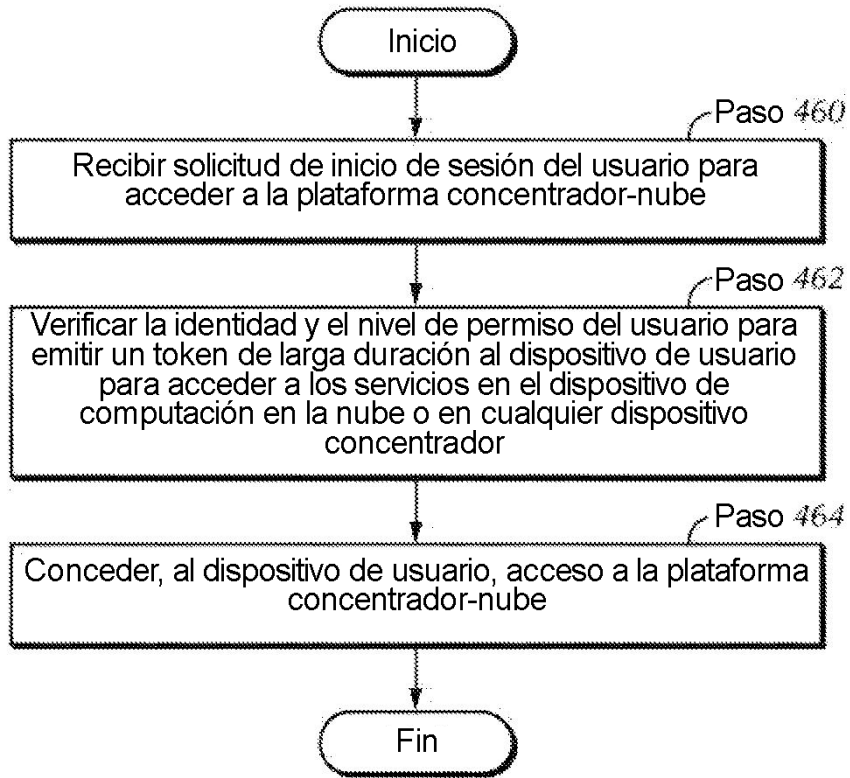 Inicio
Paso 460
Recibir solicitud de inicio de sesión del usuario para
acceder a la plataforma concentrador-nube
Paso 462
Verificar la identidad y el nivel de permiso del usuario para
emitir un token de larga duración al dispositivo de usuario
para acceder a los servicios en el dispositivo de
computación en la nube o en cualquier dispositivo
concentrador
Paso 464
Conceder, al dispositivo de usuario, acceso a la plataforma
concentrador-nube
Fin